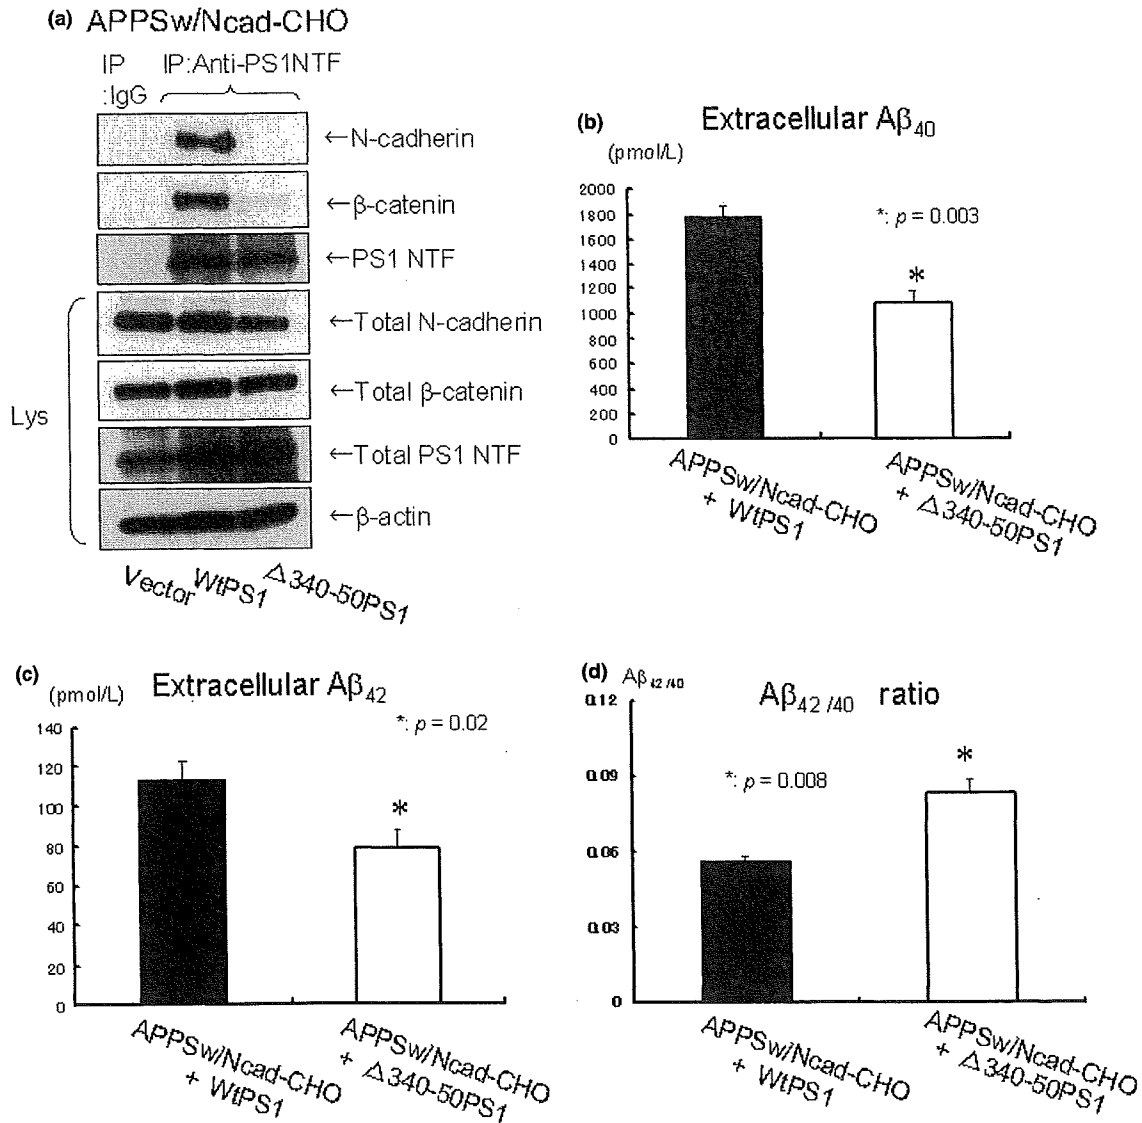 (a) APPSw/Ncad-CHO
IP IP:Anti-PS1NTF
:IgG
←N-cadherin
←β-catenin
←PS1 NTF
←Total N-cadherin
←Total β-catenin
Lys
←Total PS1 NTF
←β-actin
Vector WtPS1 △340-50PS1
(b) Extracellular Aβ40
(pmol/L)
2000
1800
*: p = 0.003
1600
1400
*
1200
1000
800
600
400
200
0
APPSw/Ncad-CHO
+ WtPS1
APPSw/Ncad-CHO
+ △340-50PS1
(c) (pmol/L) Extracellular Aβ42
*: p = 0.02
140
120
100
*
80
60
40
20
0
APPSw/Ncad-CHO
+ WtPS1
APPSw/Ncad-CHO
+ △340-50PS1
(d) Aβ42/40 Aβ42/40 ratio
0.12
*
0.09
*: p = 0.008
0.06
0.03
0
APPSw/Ncad-CHO
+ WtPS1
APPSw/Ncad-CHO
+ △340-50PS1